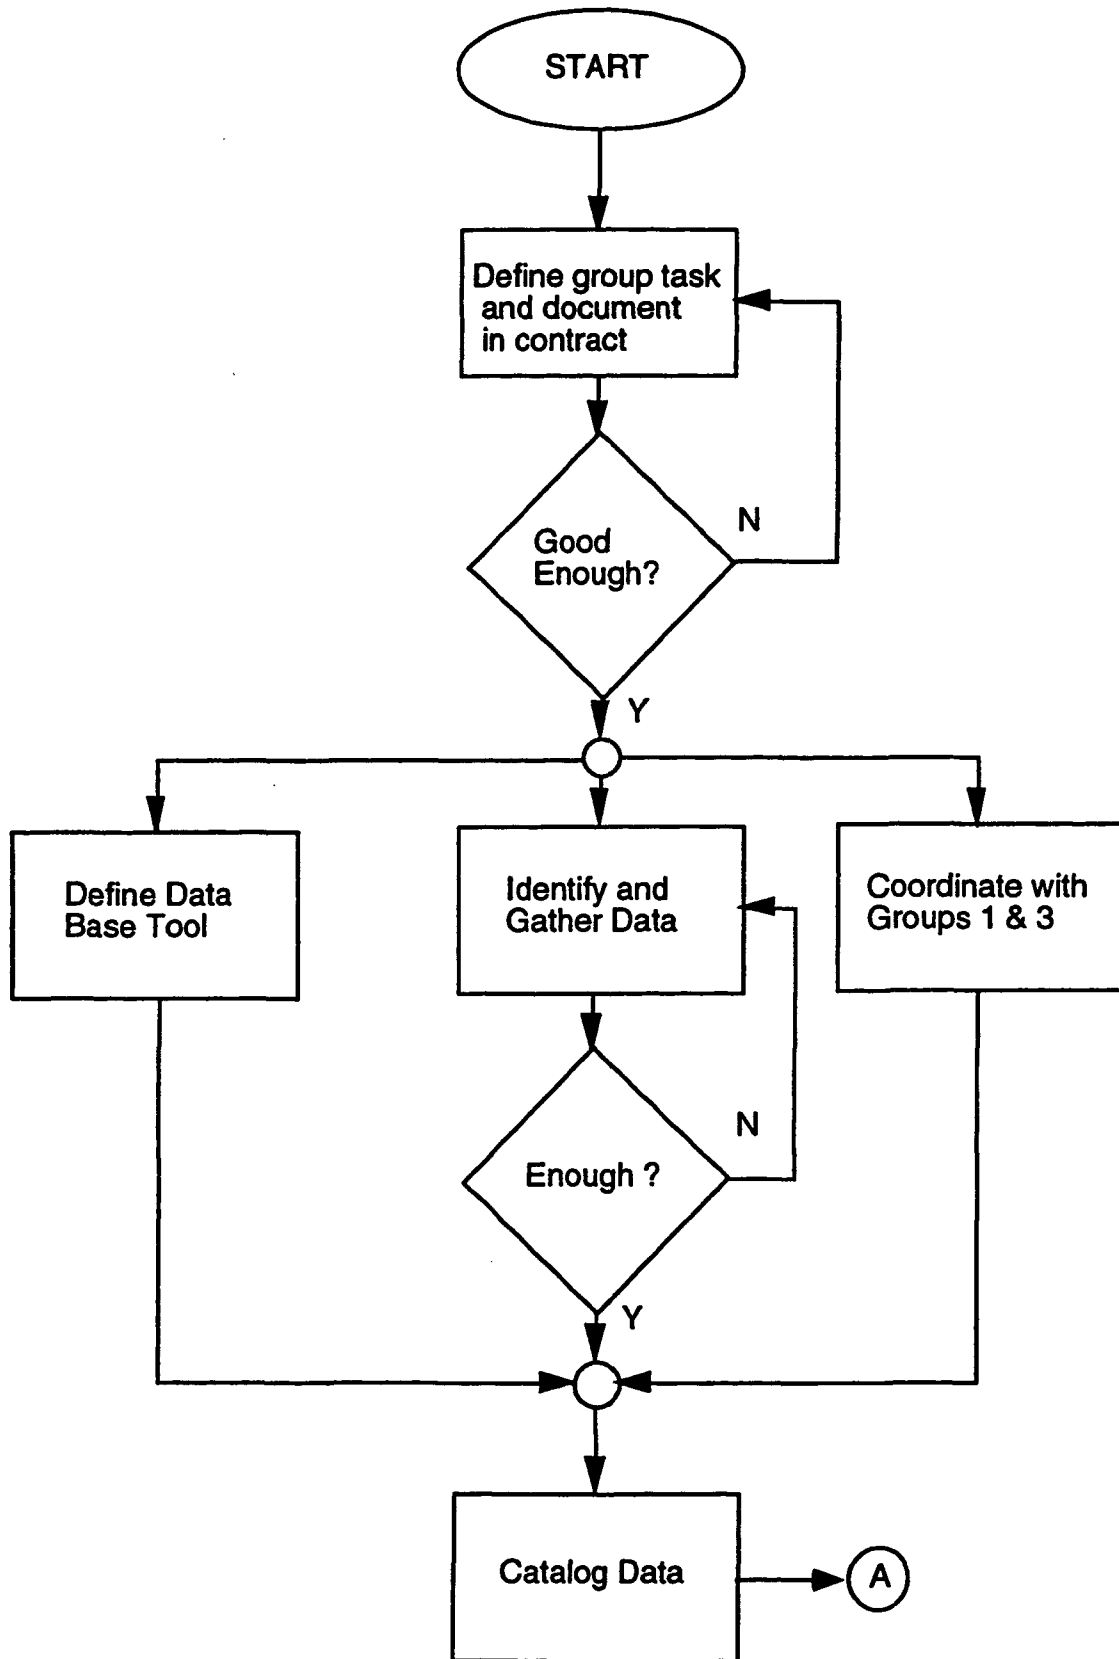 START
Define group task
and document
in contract
N
Good
Enough?
Y
Define Data
Base Tool
Identify and
Gather Data
Coordinate with
Groups 1 & 3
N
Enough ?
Y
Catalog Data
A